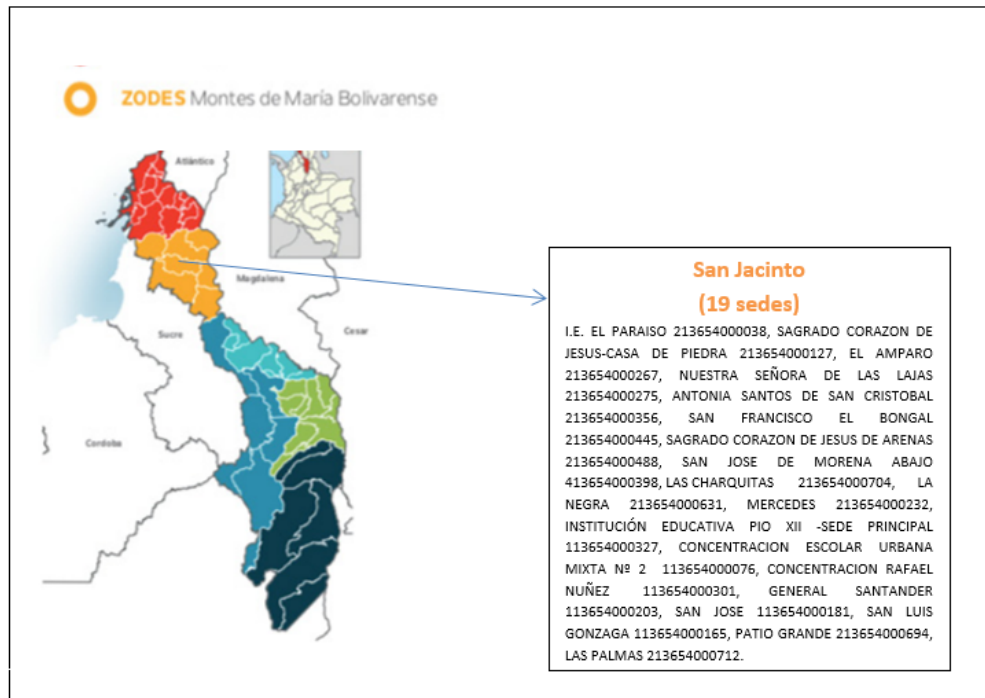 ZODES Montes de María Bolivarense
Atlántico
Magdalena
Cesar
Sucre
Cordoba
San Jacinto
(19 sedes)
I.E. EL PARAISO 213654000038, SAGRADO CORAZON DE
JESUS-CASA DE PIEDRA 213654000127, EL AMPARO
213654000267, NUESTRA SEÑORA DE LAS LAJAS
213654000275, ANTONIA SANTOS DE SAN CRISTOBAL
213654000356, SAN FRANCISCO EL BONGAL
213654000445, SAGRADO CORAZON DE JESUS DE ARENAS
213654000488, SAN JOSE DE MORENA ABAJO
413654000398, LAS CHARQUITAS 213654000704, LA
NEGRA 213654000631, MERCEDES 213654000232,
INSTITUCIÓN EDUCATIVA PIO XII -SEDE PRINCIPAL
113654000327, CONCENTRACION ESCOLAR URBANA
MIXTA Nº 2 113654000076, CONCENTRACION RAFAEL
NUÑEZ 113654000301, GENERAL SANTANDER
113654000203, SAN JOSE 113654000181, SAN LUIS
GONZAGA 113654000165, PATIO GRANDE 213654000694,
LAS PALMAS 213654000712.